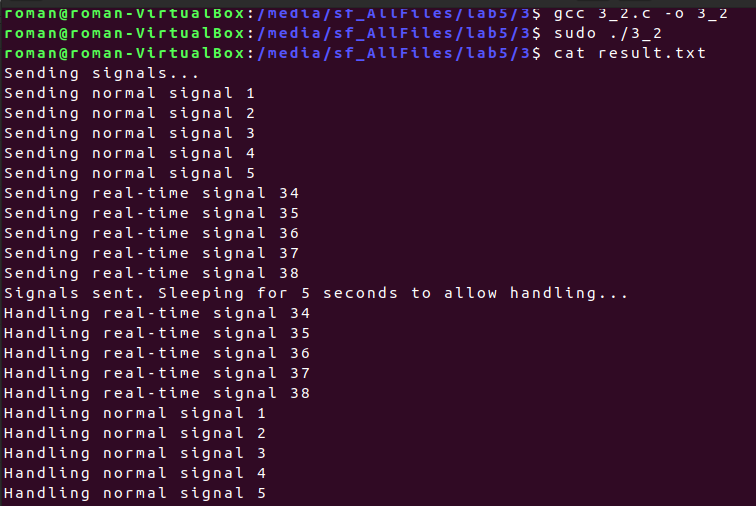 roman@roman-VirtualBox:/media/sf_AllFiles/lab5/3$ gcc 3_2.c -o 3_2
roman@roman-VirtualBox:/media/sf_AllFiles/lab5/3$ sudo ./3_2
roman@roman-VirtualBox:/media/sf_AllFiles/lab5/3$ cat result.txt
Sending signals...
Sending normal signal 1
Sending normal signal 2
Sending normal signal 3
Sending normal signal 4
Sending normal signal 5
Sending real-time signal 34
Sending real-time signal 35
Sending real-time signal 36
Sending real-time signal 37
Sending real-time signal 38
Signals sent. Sleeping for 5 seconds to allow handling...
Handling real-time signal 34
Handling real-time signal 35
Handling real-time signal 36
Handling real-time signal 37
Handling real-time signal 38
Handling normal signal 1
Handling normal signal 2
Handling normal signal 3
Handling normal signal 4
Handling normal signal 5